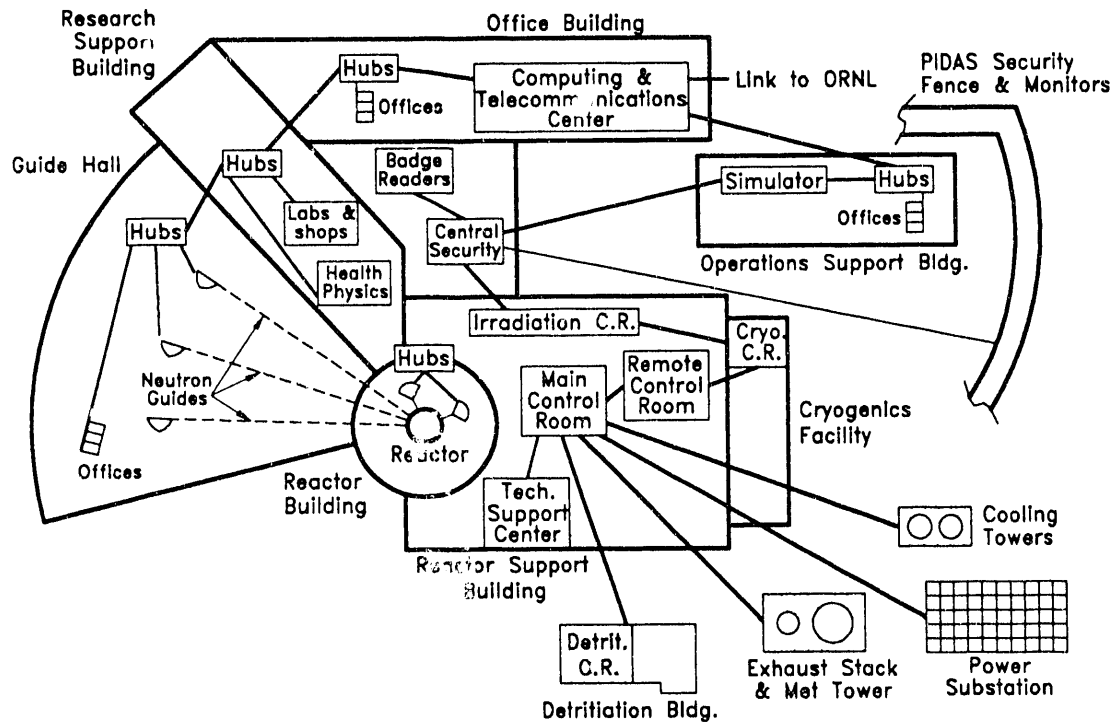 Research
Support
Building
Office Building
Hubs
Offices
Computing &
Telecommunications
Center
Link to ORNL
PIDAS Security
Fence & Monitors
Guide Hall
Hubs
Badge
Readers
Simulator
Hubs
Offices
Labs &
shops
Hubs
Central
Security
Operations Support Bldg.
Health
Physics
Irradiation C.R.
Cryo.
C.R.
Hubs
Main
Control
Room
Remote
Control
Room
Neutron
Guides
Cryogenics
Facility
Offices
Reactor
Reactor
Building
Tech.
Support
Center
Cooling
Towers
Reactor Support
Building
Detrit.
C.R.
Detritiation Bldg.
Exhaust Stack
& Met Tower
Power
Substation